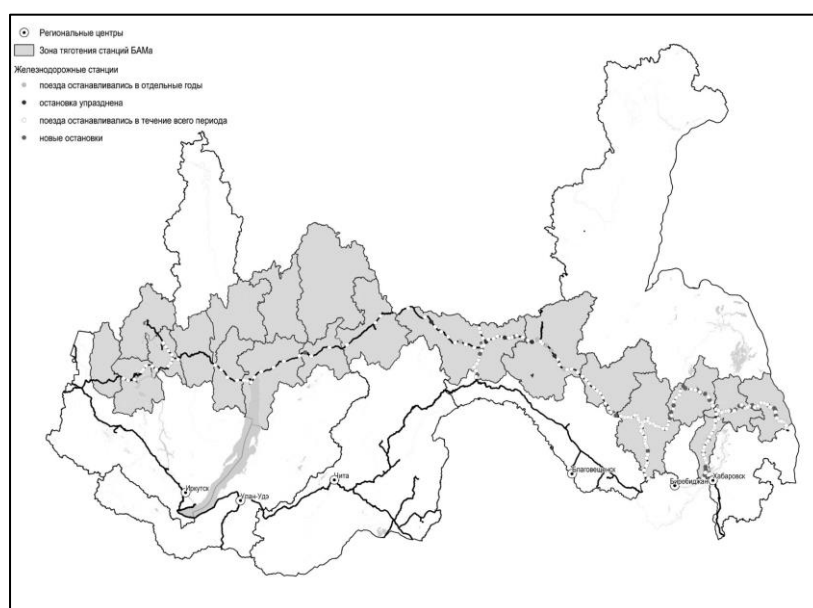 Региональные центры
Зона тяготения станций БАМа
Железнодорожные станции
поезда останавливались в отдельные годы
остановка упразднена
поезда останавливались в течение всего периода
новые остановки
Иркутск
Улан-Удэ
Чита
Благовещенск
Биробиджан
Хабаровск